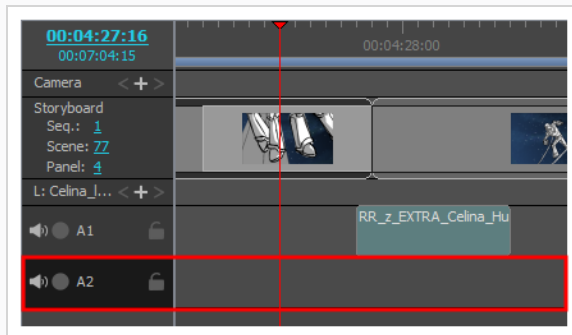 00:04:27:16
00:07:04:15
00:04:28:00
Camera
Storyboard
Seq.: 1
Scene: 77
Panel: 4
L: Celina_l...
RR_z_EXTRA_Celina_Hu
A1
A2